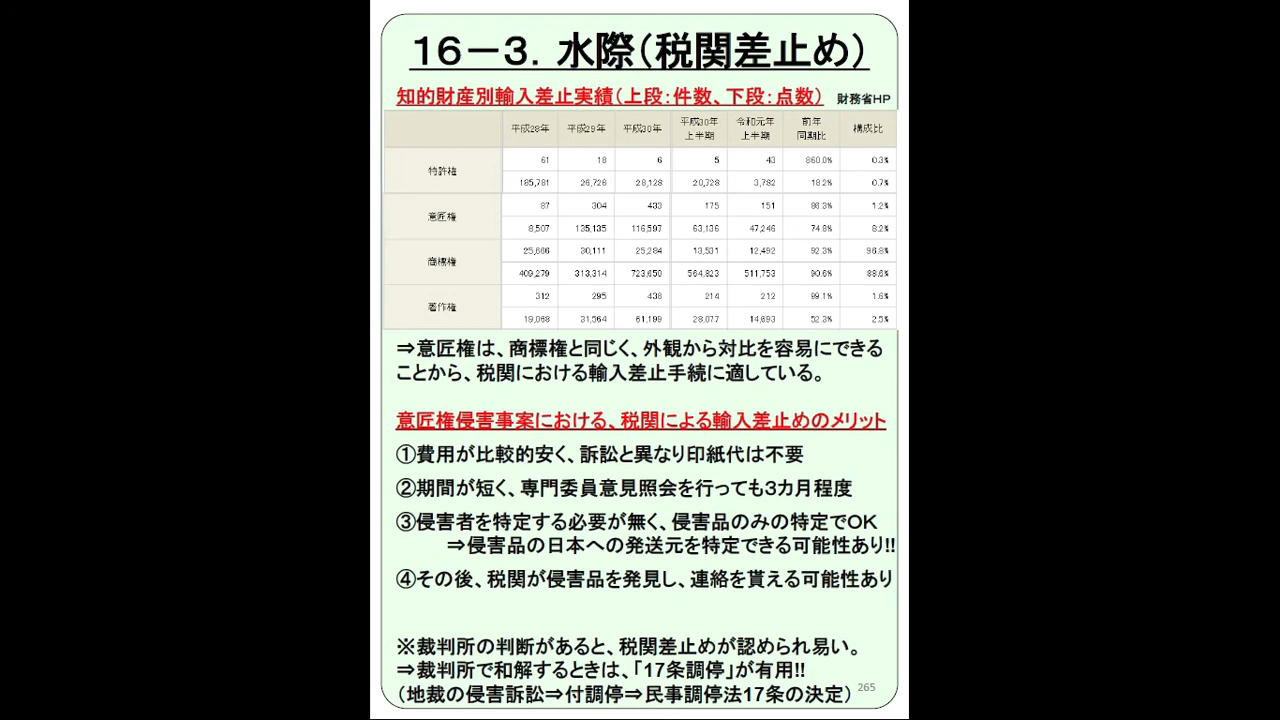 16－3．水際（税関差止め）
知的財産別輸入差止実績（上段：件数、下段：点数） 財務省HP
平成28年 平成29年 平成30年 平成30年上半期 令和元年上半期 前年同期比 構成比
特許権 61 18 6 5 43 860.0% 0.3%
185,781 26,726 28,128 20,728 3,782 18.2% 0.7%
意匠権 87 304 433 175 151 86.3% 1.2%
8,507 135,135 116,597 63,136 47,246 74.8% 8.2%
商標権 25,666 30,111 25,284 13,531 12,492 92.3% 96.8%
409,279 313,314 723,650 564,823 511,753 90.6% 88.6%
著作権 312 295 438 214 212 99.1% 1.6%
19,068 31,564 61,199 28,077 14,693 52.3% 2.5%
⇒意匠権は、商標権と同じく、外観から対比を容易にできる
ことから、税関における輸入差止手続に適している。
意匠権侵害事案における、税関による輸入差止めのメリット
①費用が比較的安く、訴訟と異なり印紙代は不要
②期間が短く、専門委員意見照会を行っても3カ月程度
③侵害者を特定する必要が無く、侵害品のみの特定でOK
⇒侵害品の日本への発送元を特定できる可能性あり!!
④その後、税関が侵害品を発見し、連絡を貰える可能性あり
※裁判所の判断があると、税関差止めが認められ易い。
⇒裁判所で和解するときは、「17条調停」が有用!!
（地裁の侵害訴訟⇒付調停⇒民事調停法17条の決定）
265